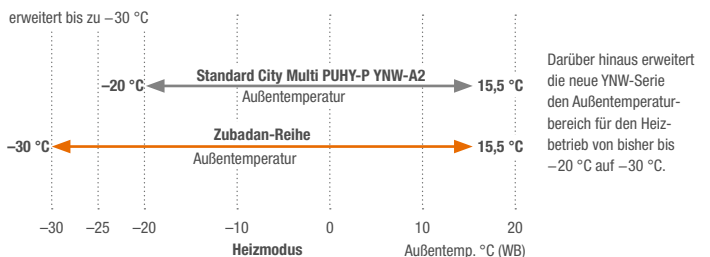 erweitert bis zu –30 °C
–20 °C
Standard City Multi PUHY-P YNW-A2
15,5 °C
Außentemperatur
–30 °C
Zubadan-Reihe
15,5 °C
Außentemperatur
–30 –25 –20 –10 0 10 20
Heizmodus
Außentemp. °C (WB)
Darüber hinaus erweitert
die neue YNW-Serie
den Außentemperatur-
bereich für den Heiz-
betrieb von bisher bis
–20 °C auf –30 °C.